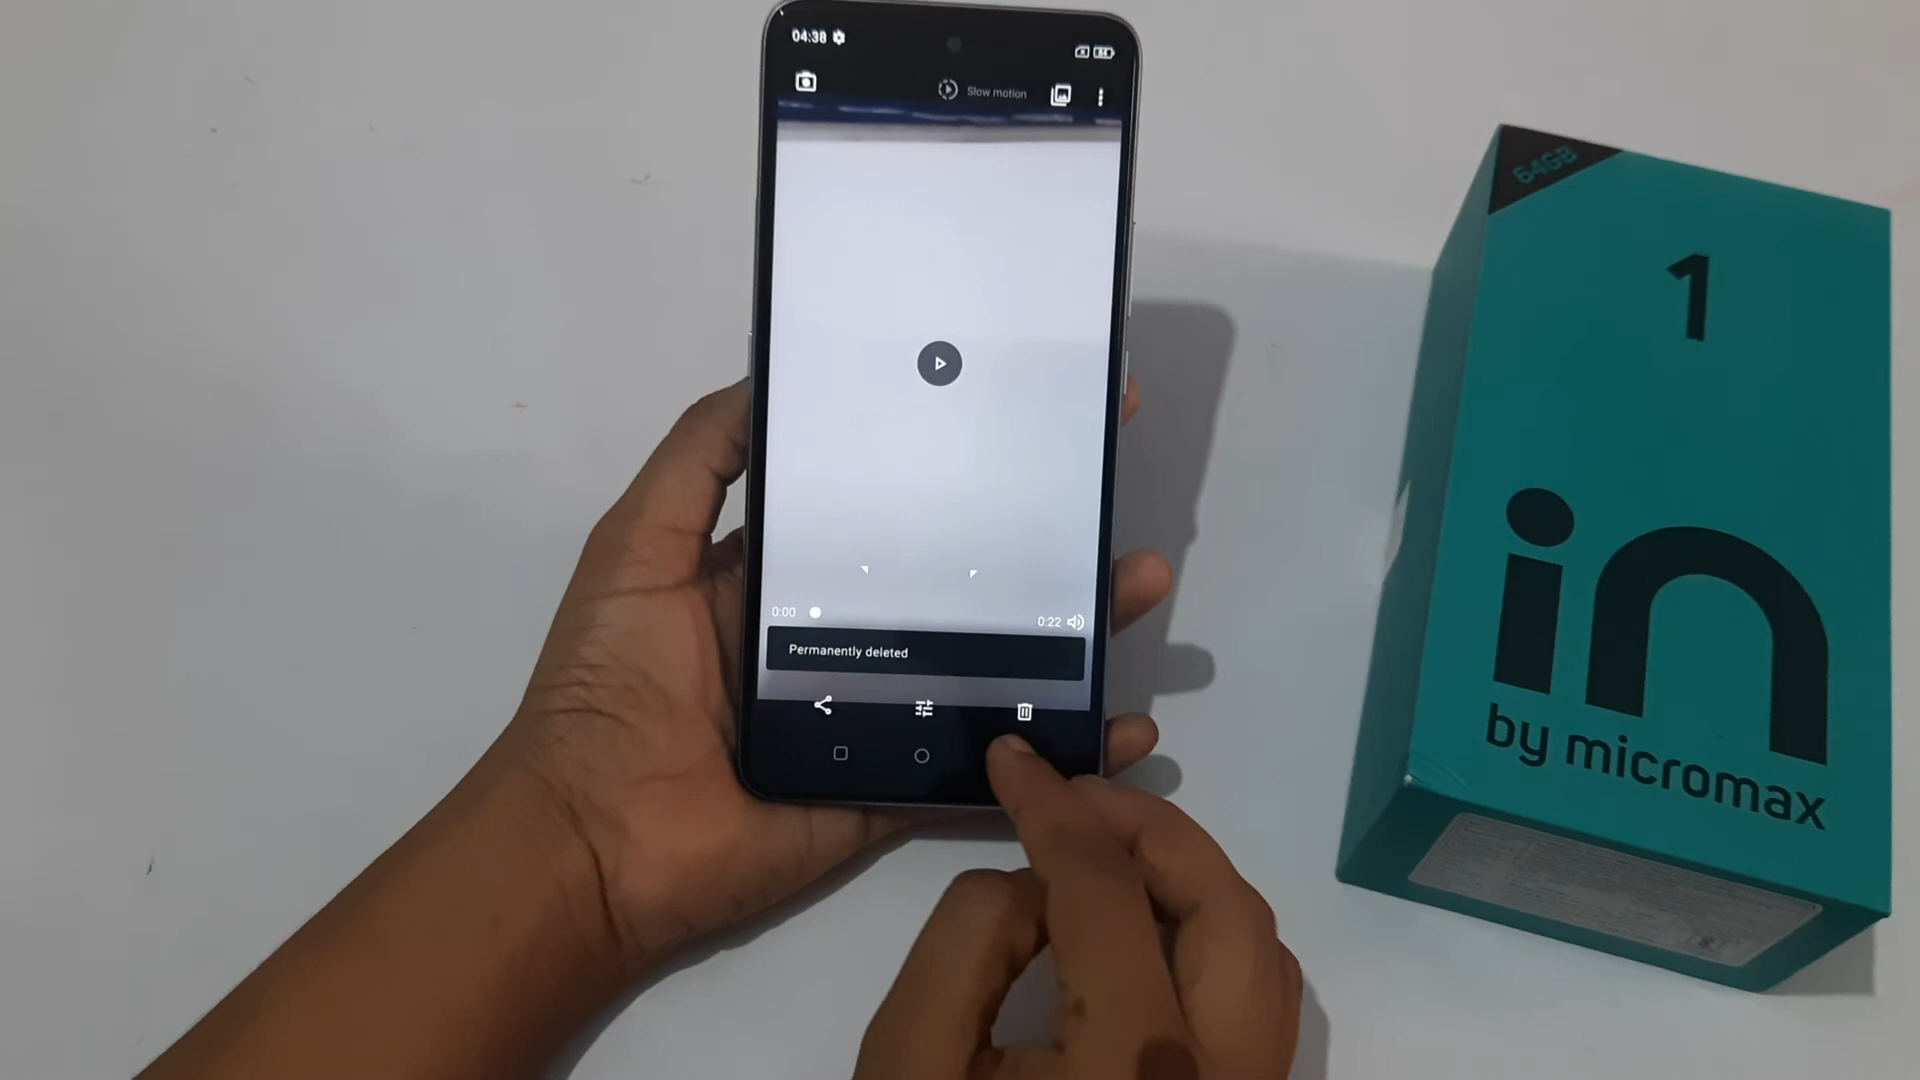 04:38
Slow motion
0:00
0:22
Permanently deleted
64GB
1
in
by micromax